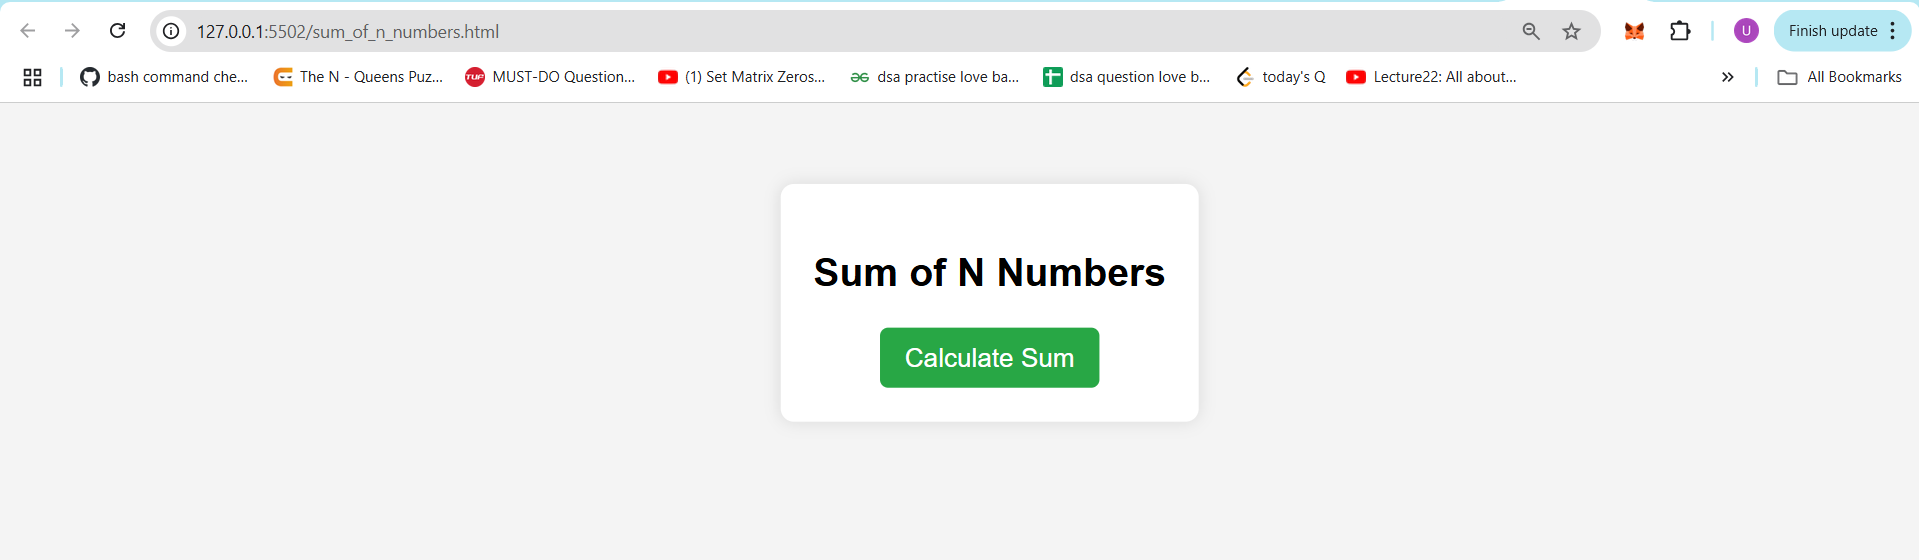 127.0.0.1:5502/sum_of_n_numbers.html
U
Finish update
bash command che...
The N - Queens Puz...
TUF
MUST-DO Question...
(1) Set Matrix Zeros...
dsa practise love ba...
dsa question love b...
today's Q
Lecture22: All about...
All Bookmarks
Sum of N Numbers
Calculate Sum